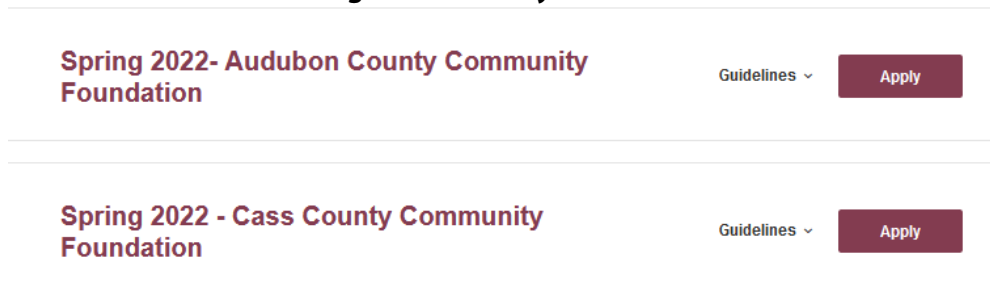 Spring 2022- Audubon County Community
Foundation
Guidelines
Apply
Spring 2022 - Cass County Community
Foundation
Guidelines
Apply